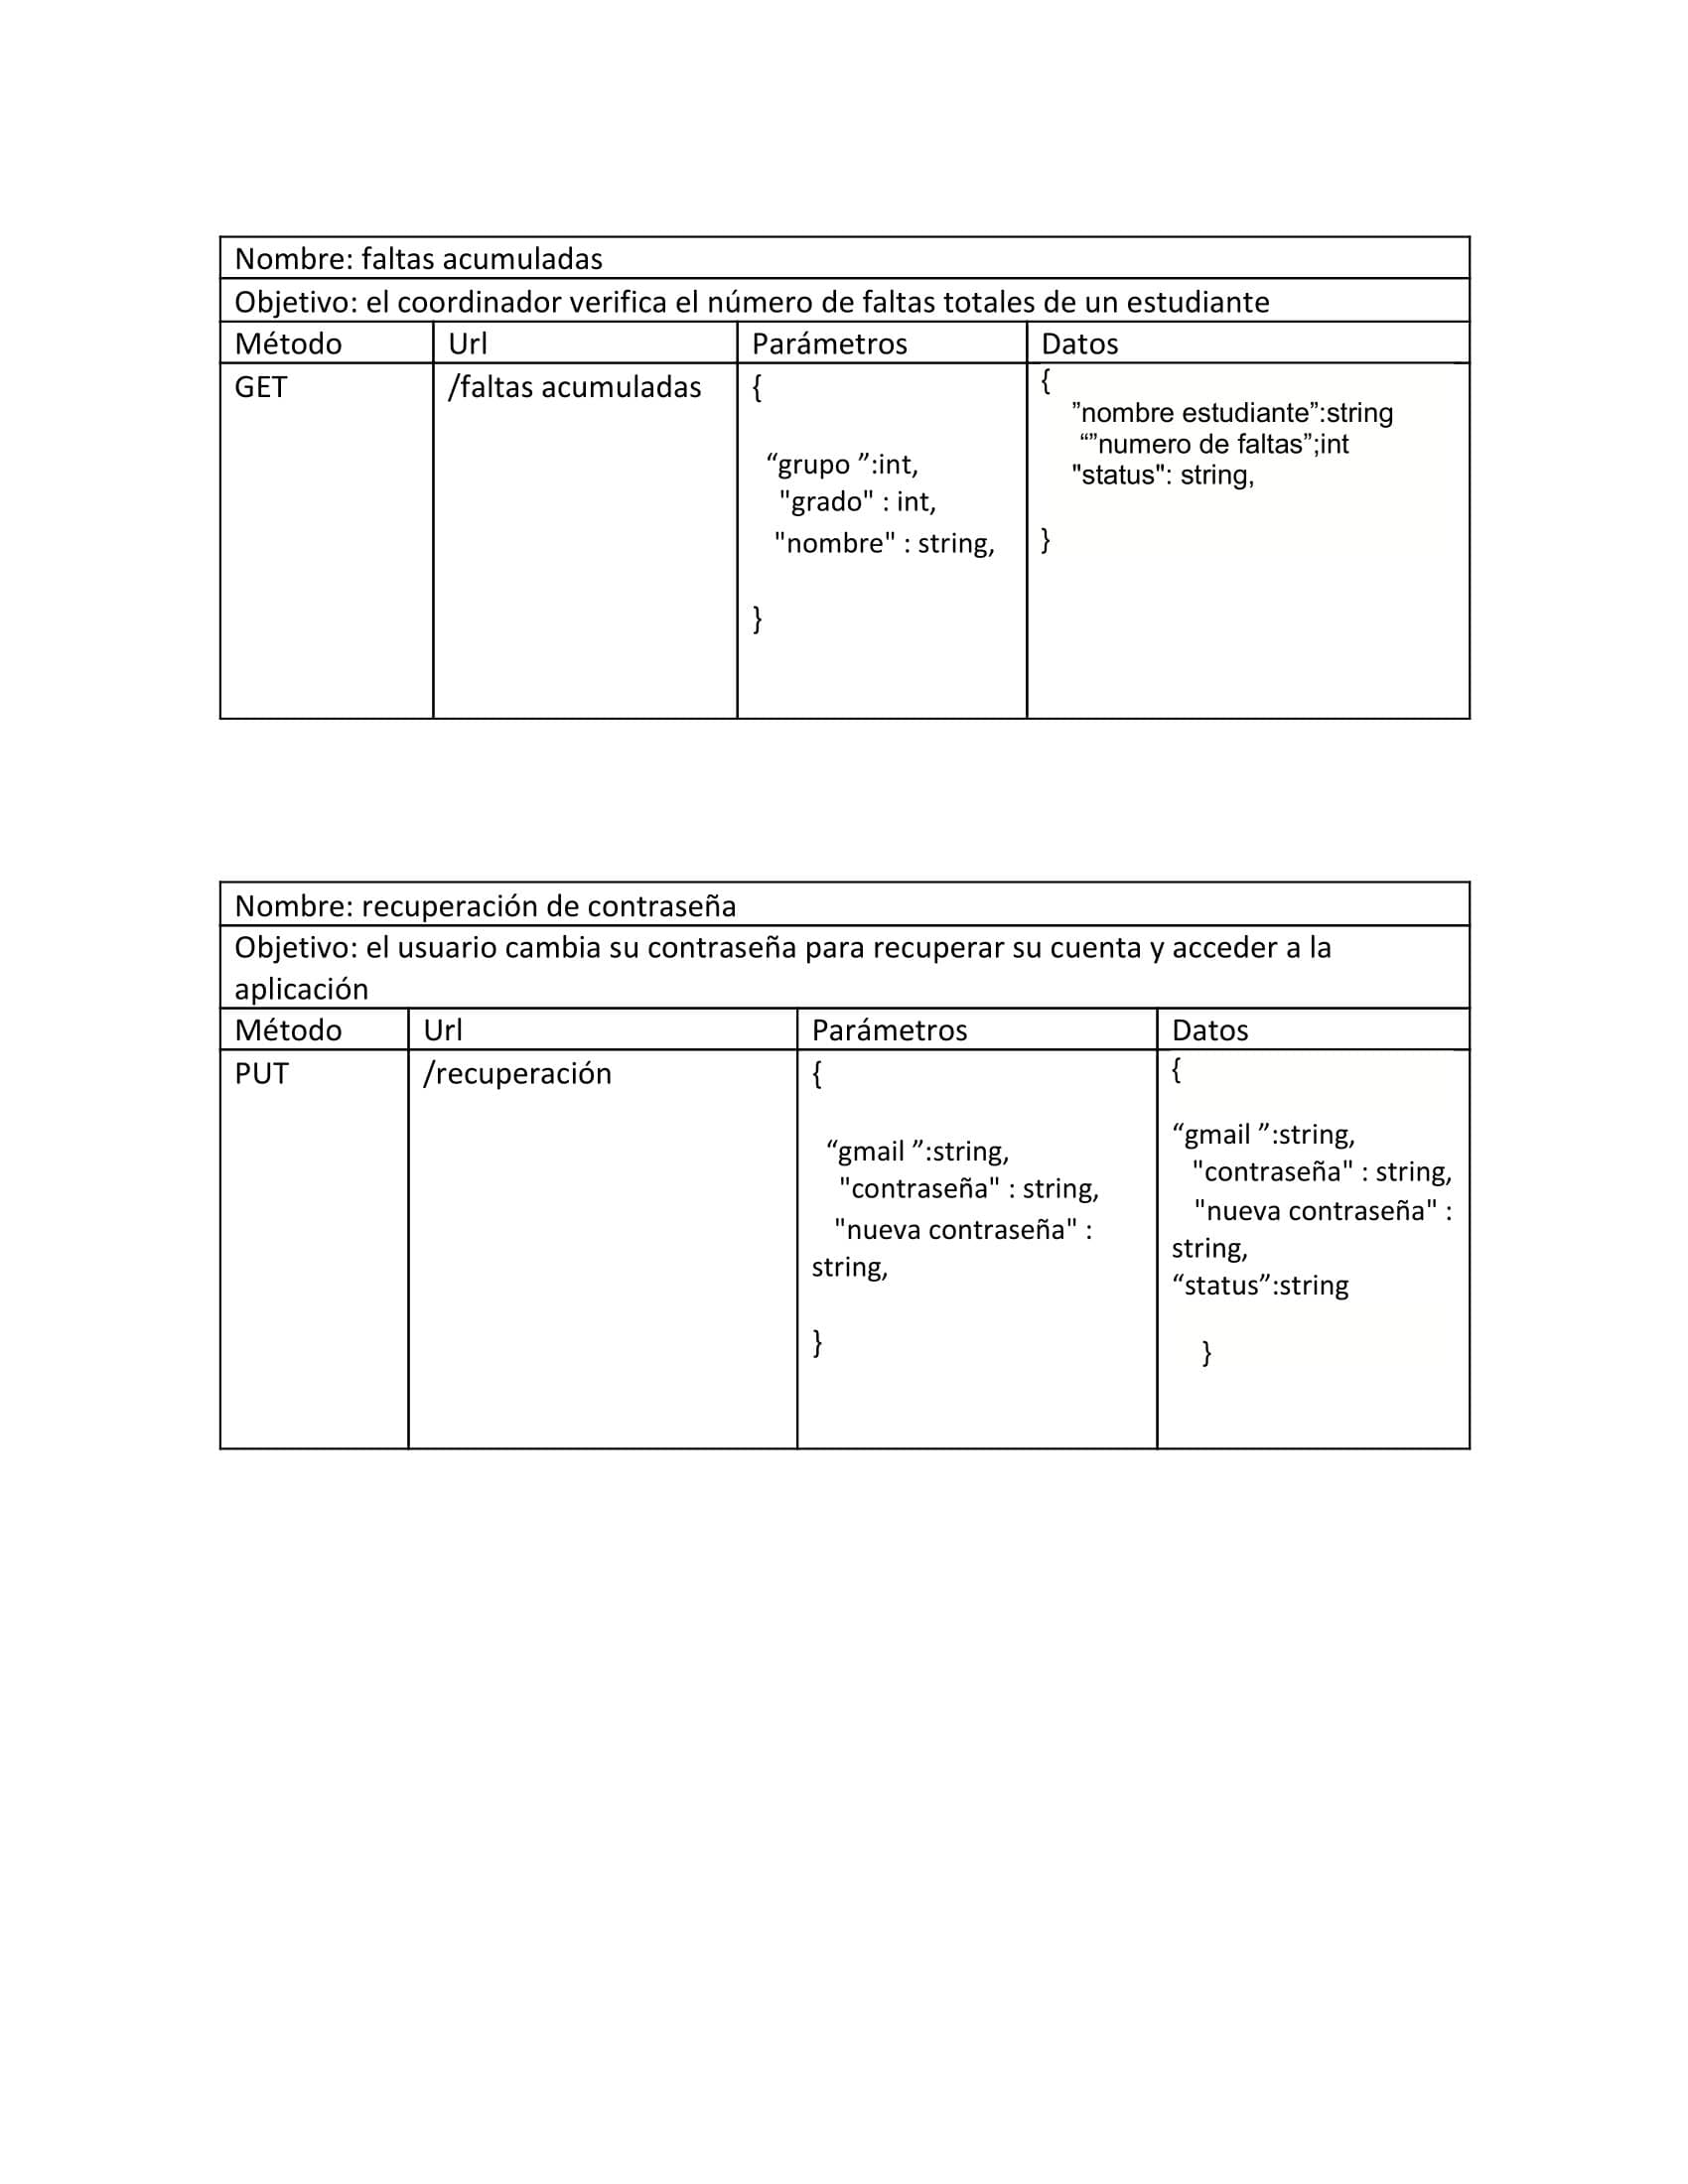 Nombre: faltas acumuladas
Objetivo: el coordinador verifica el número de faltas totales de un estudiante
Método Url Parámetros Datos
GET /faltas acumuladas { {
”nombre estudiante”:string
“”numero de faltas”;int
“grupo ”:int,
"status": string,
"grado" : int,
"nombre" : string, }
}
Nombre: recuperación de contraseña
Objetivo: el usuario cambia su contraseña para recuperar su cuenta y acceder a la
aplicación
Método Url Parámetros Datos
PUT /recuperación
{
“gmail ”:string,
"contraseña" : string,
"nueva contraseña" :
string,
}
{
“gmail ”:string,
"contraseña" : string,
"nueva contraseña" :
string,
“status”:string
}